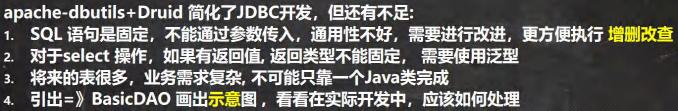 apache-dbutils+Druid 简化了JDBC开发，但还有不足:
1. SQL 语句是固定，不能通过参数传入，通用性不好，需要进行改进，更方便执行 增删改查
2. 对于select 操作，如果有返回值, 返回类型不能固定， 需要使用泛型
3. 将来的表很多，业务需求复杂, 不可能只靠一个Java类完成
4. 引出=》BasicDAO 画出示意图 ，看看在实际开发中，应该如何处理